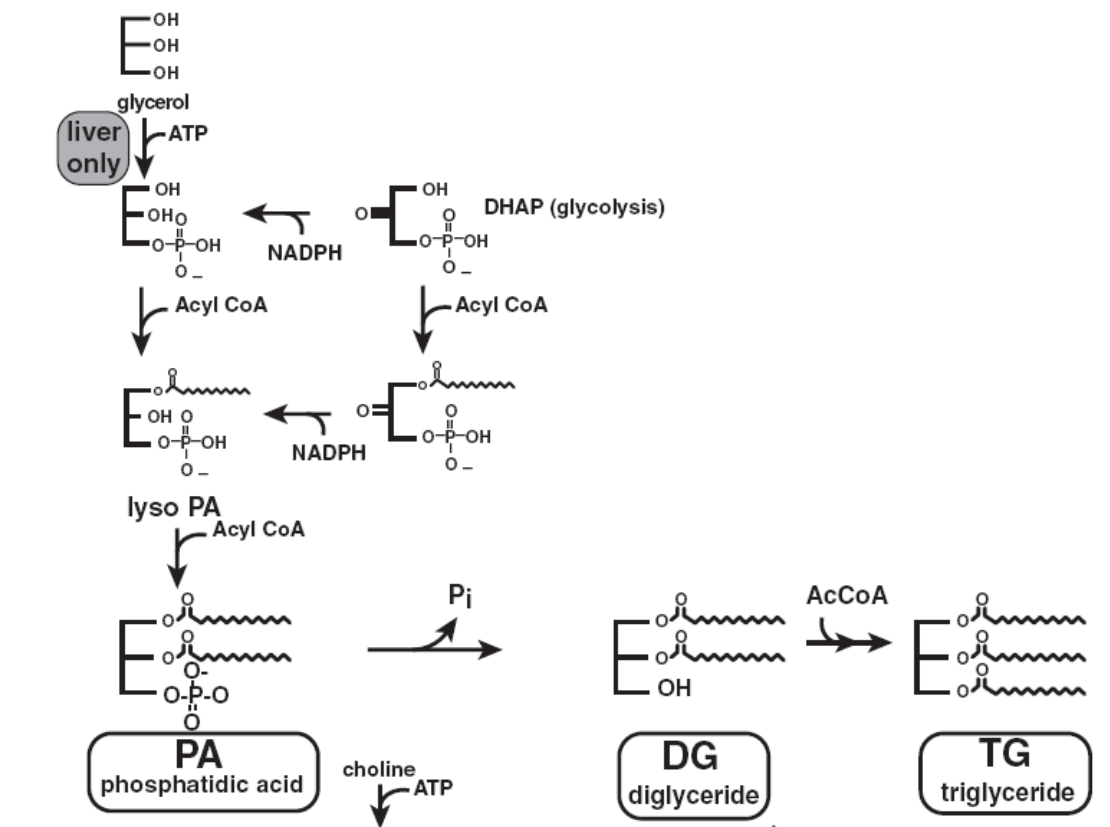 OH
OH
OH
glycerol
liver
only
ATP
OH
OH O
O-P-OH
O –
NADPH
OH
O
DHAP (glycolysis)
O
O-P-OH
O –
Acyl CoA
Acyl CoA
O
O
OH O
O-P-OH
O –
NADPH
O
O
O
O
O-P-OH
O –
lyso PA
Acyl CoA
O
O
O
O
O-
O-P-O
O
Pi
O
O
O
O
OH
AcCoA
O
O
O
O
O
O
PA
phosphatidic acid
choline
ATP
DG
diglyceride
TG
triglyceride